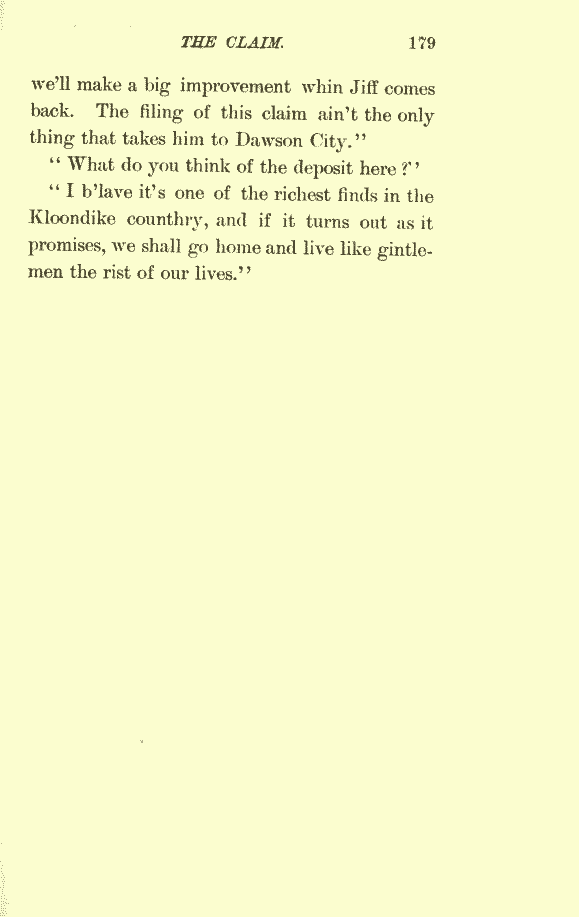 THE CLAIM. 179
we'll make a big improvement whin Jiff comes
back. The filing of this claim ain't the only
thing that takes him to Dawson City."
"What do you think of the deposit here?"
"I b'lave it's one of the richest finds in the
Kloondike counthry, and if it turns out as it
promises, we shall go home and live like gintle-
men the rist of our lives."